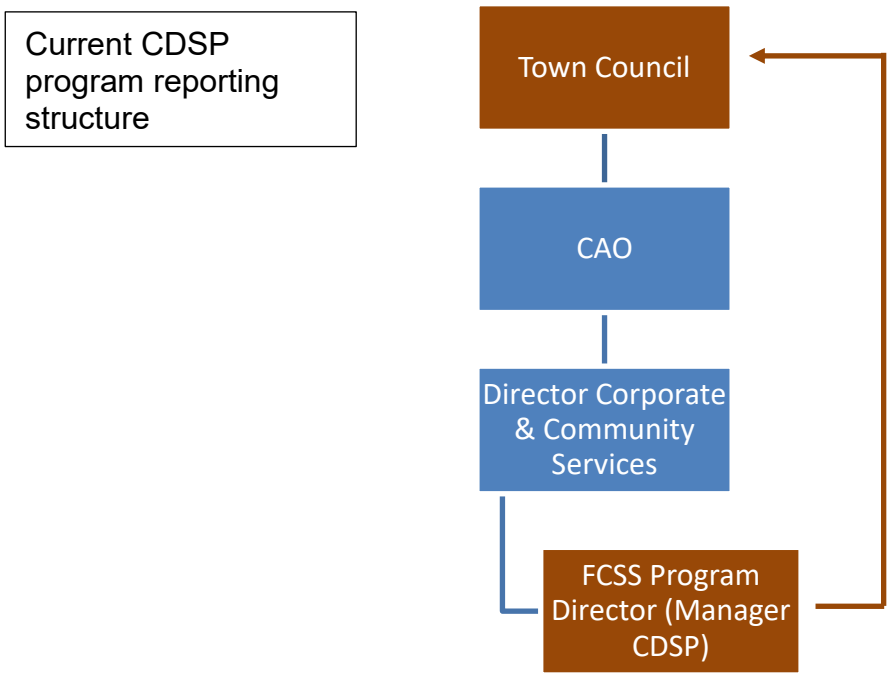 Current CDSP
program reporting
structure
Town Council
CAO
Director Corporate
& Community
Services
FCSS Program
Director (Manager
CDSP)